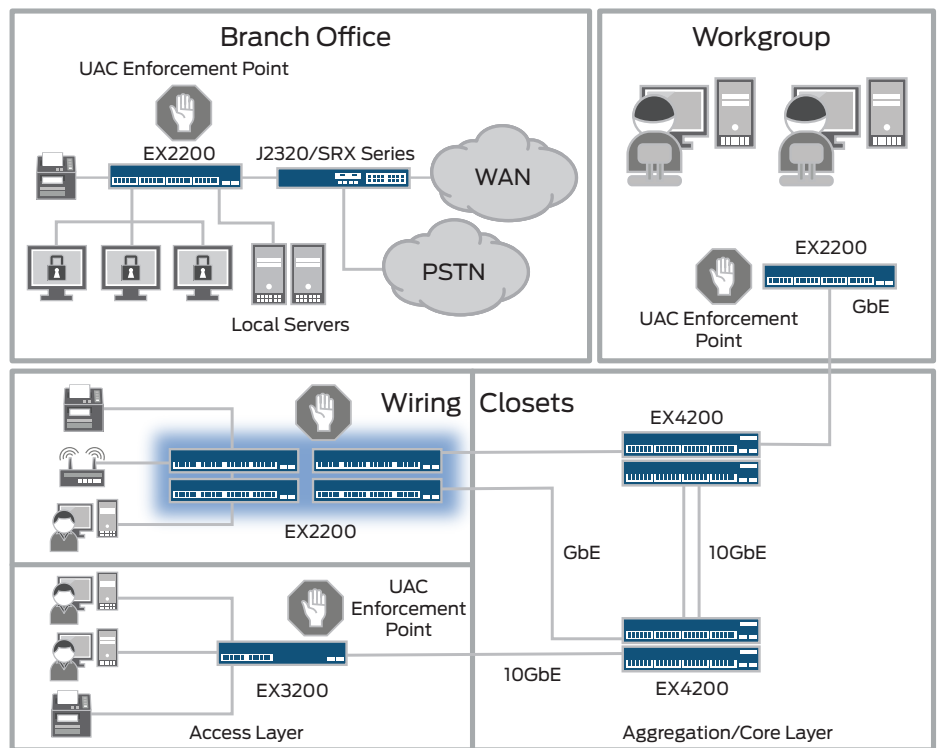 Branch Office
UAC Enforcement Point
EX2200
J2320/SRX Series
WAN
PSTN
Local Servers
Workgroup
EX2200
GbE
UAC Enforcement
Point
Wiring
Closets
EX2200
EX4200
GbE
10GbE
UAC
Enforcement
Point
EX3200
10GbE
EX4200
Access Layer
Aggregation/Core Layer